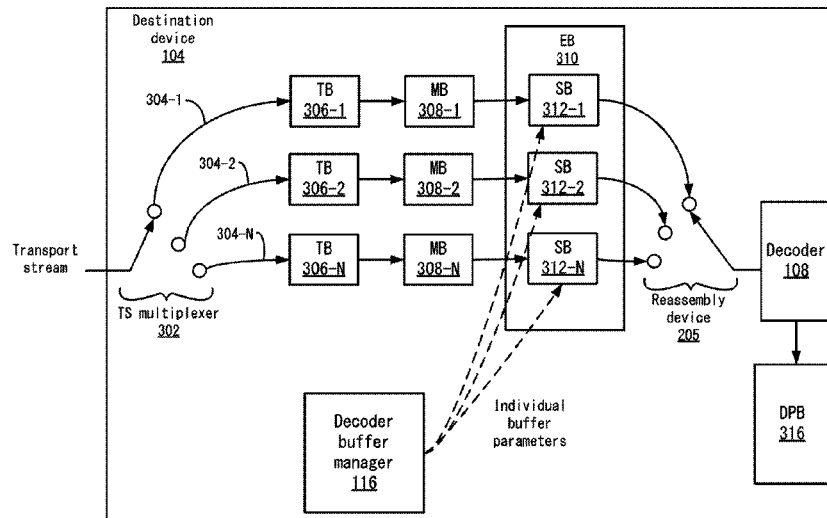 Destination
device
104
304-1
304-2
304-N
Transport
stream
TS multiplexer
302
TB
306-1
MB
308-1
TB
306-2
MB
308-2
TB
306-N
MB
308-N
EB
310
SB
312-1
SB
312-2
SB
312-N
Reassembly
device
205
Decoder
108
DPB
316
Decoder
buffer
manager
116
Individual
buffer
parameters